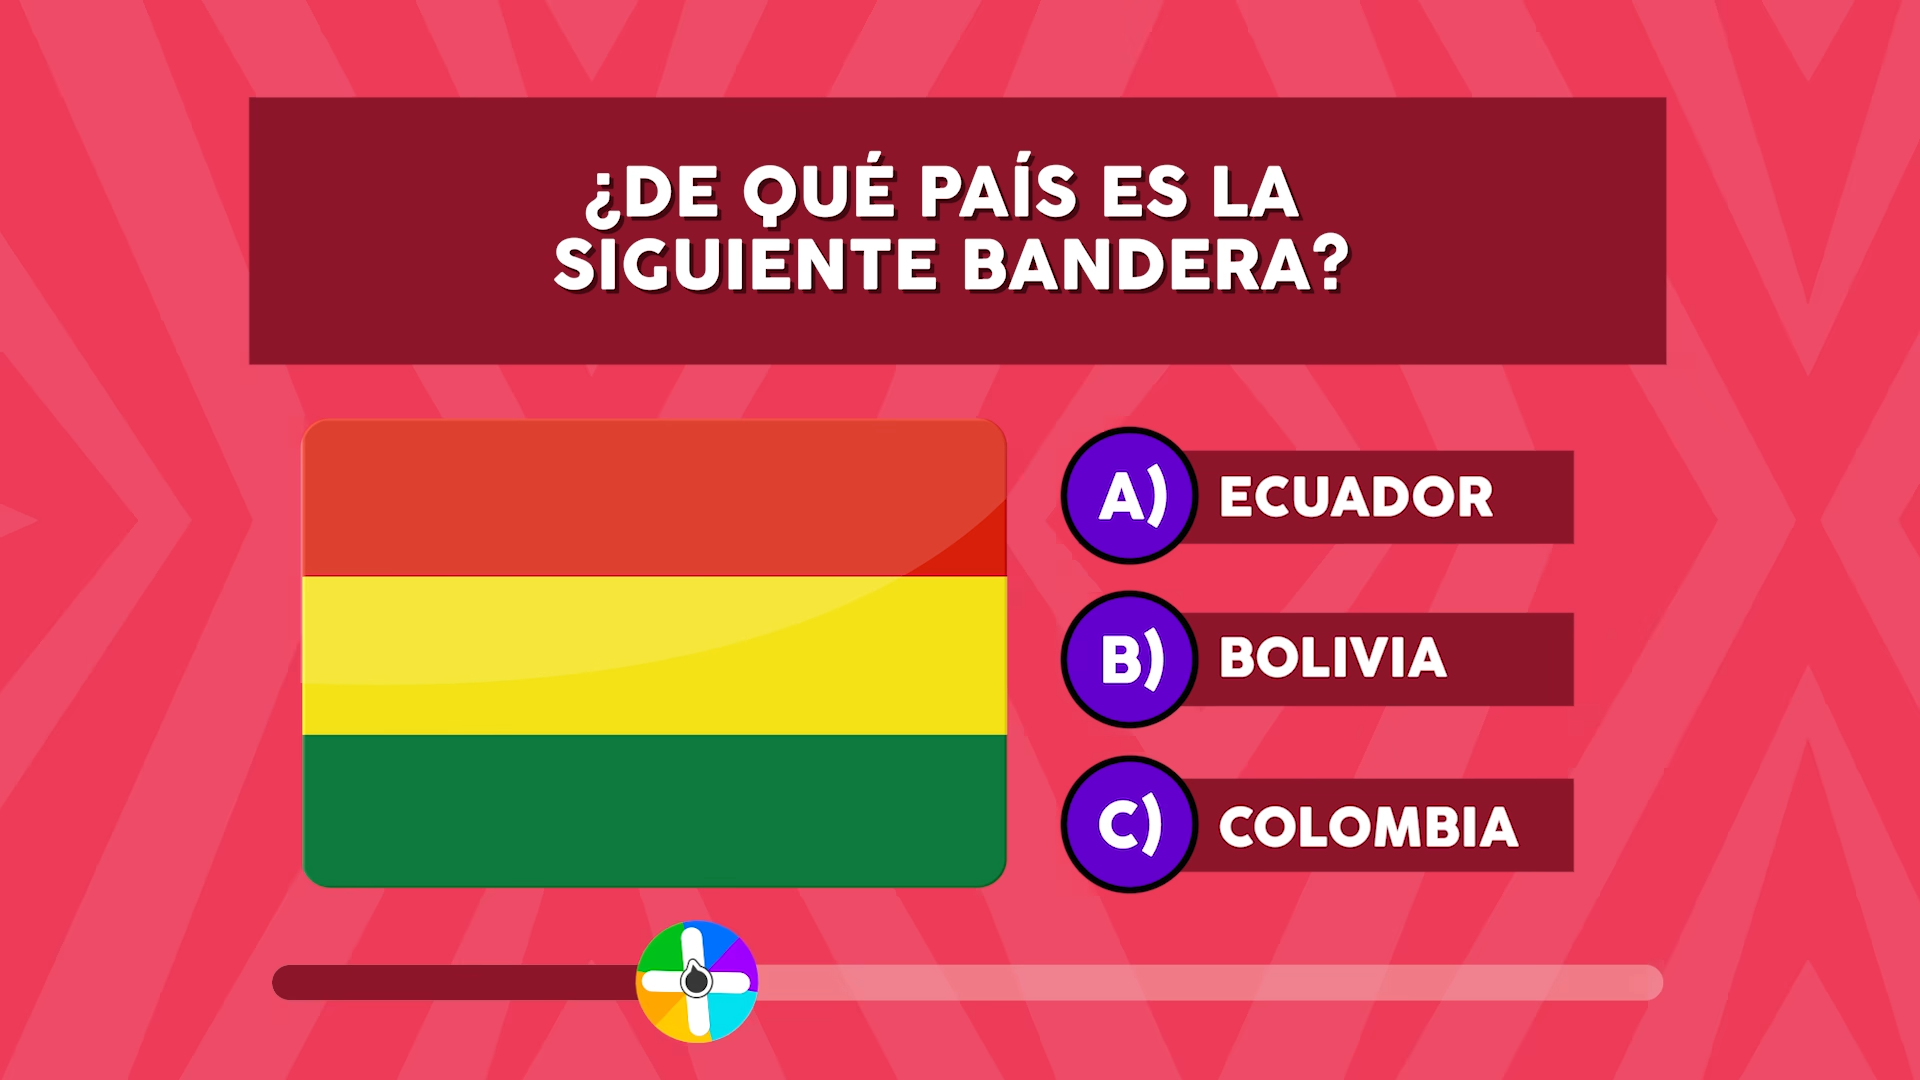 ¿DE QUÉ PAÍS ES LA
SIGUIENTE BANDERA?
A) ECUADOR
B) BOLIVIA
C) COLOMBIA